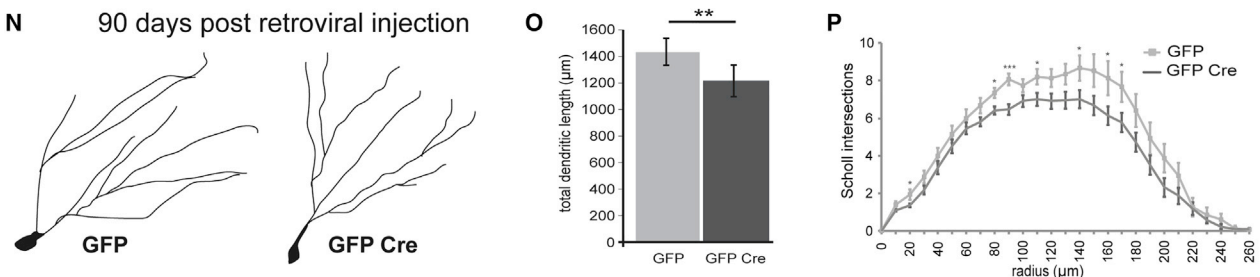 N 90 days post retroviral injection
GFP
GFP Cre
O
**
total dendritic length (µm)
1600
1400
1200
1000
800
600
400
200
0
GFP GFP Cre
P
GFP
GFP Cre
Scholl intersections
10
8
6
4
2
0
* * *** * * * *
0 20 40 60 80 100 120 140 160 180 200 220 240 260
radius (µm)